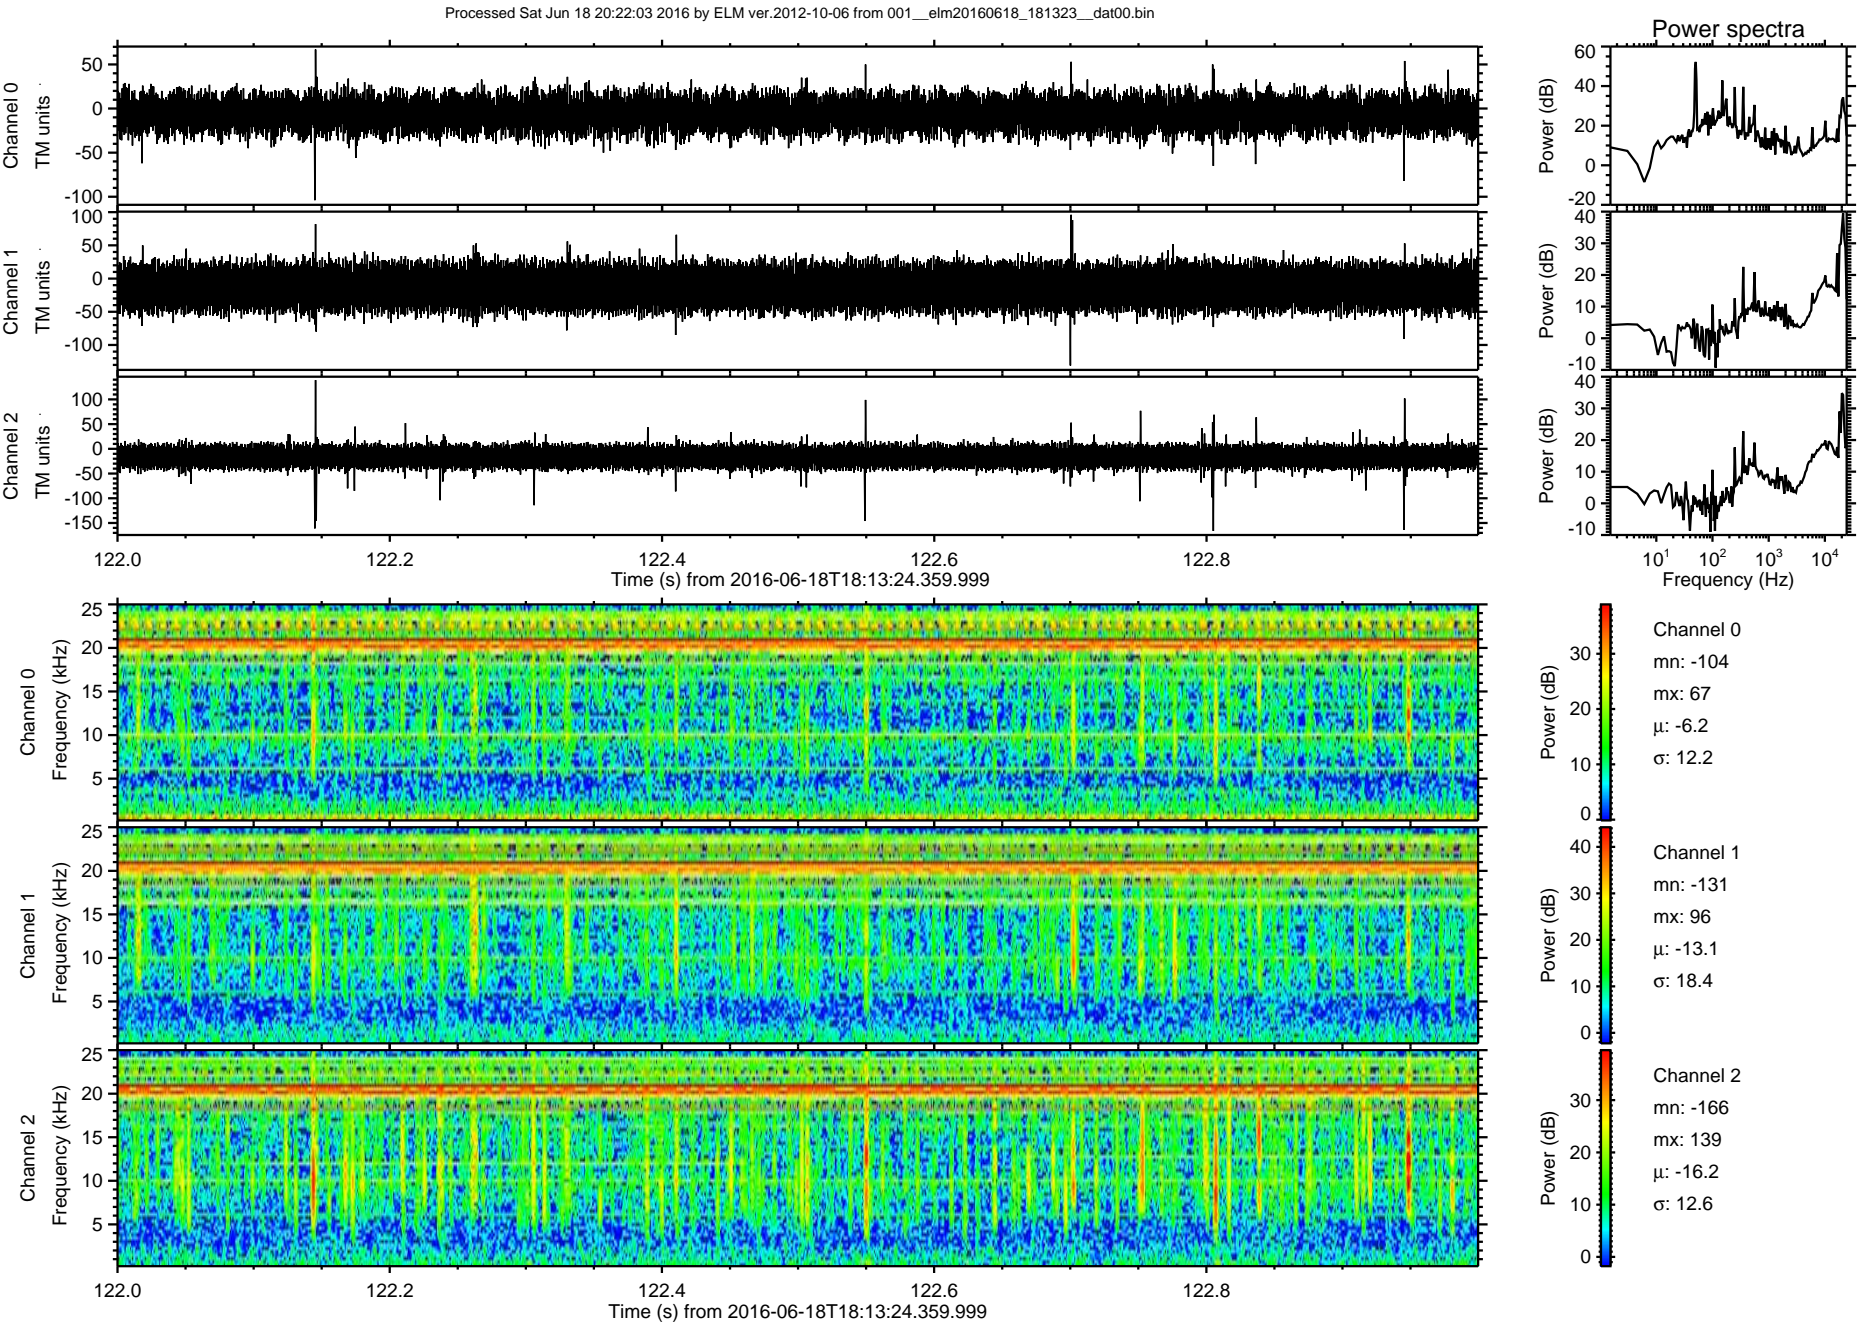 Processed Sat Jun 18 20:22:03 2016 by ELM ver.2012-10-06 from 001__elm20160618_181323__dat00.bin
Power spectra
Channel 0
TM units
50
0
-50
-100
Power (dB)
60
40
20
0
-20
Channel 1
TM units
100
50
0
-50
-100
Power (dB)
40
30
20
10
0
-10
Channel 2
TM units
100
50
0
-50
-100
-150
Power (dB)
40
30
20
10
0
-10
122.0 122.2 122.4 122.6 122.8
Time (s) from 2016-06-18T18:13:24.359.999
10^1 10^2 10^3 10^4
Frequency (Hz)
Channel 0
Frequency (kHz)
25
20
15
10
5
Power (dB)
30
20
10
0
Channel 0
mn: -104
mx: 67
μ: -6.2
σ: 12.2
Channel 1
Frequency (kHz)
25
20
15
10
5
Power (dB)
40
30
20
10
0
Channel 1
mn: -131
mx: 96
μ: -13.1
σ: 18.4
Channel 2
Frequency (kHz)
25
20
15
10
5
Power (dB)
30
20
10
0
Channel 2
mn: -166
mx: 139
μ: -16.2
σ: 12.6
122.0 122.2 122.4 122.6 122.8
Time (s) from 2016-06-18T18:13:24.359.999